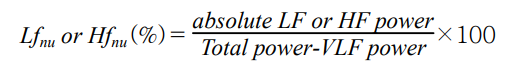 Lf_nu or Hf_nu (%) = absolute LF or HF power / Total power-VLF power × 100